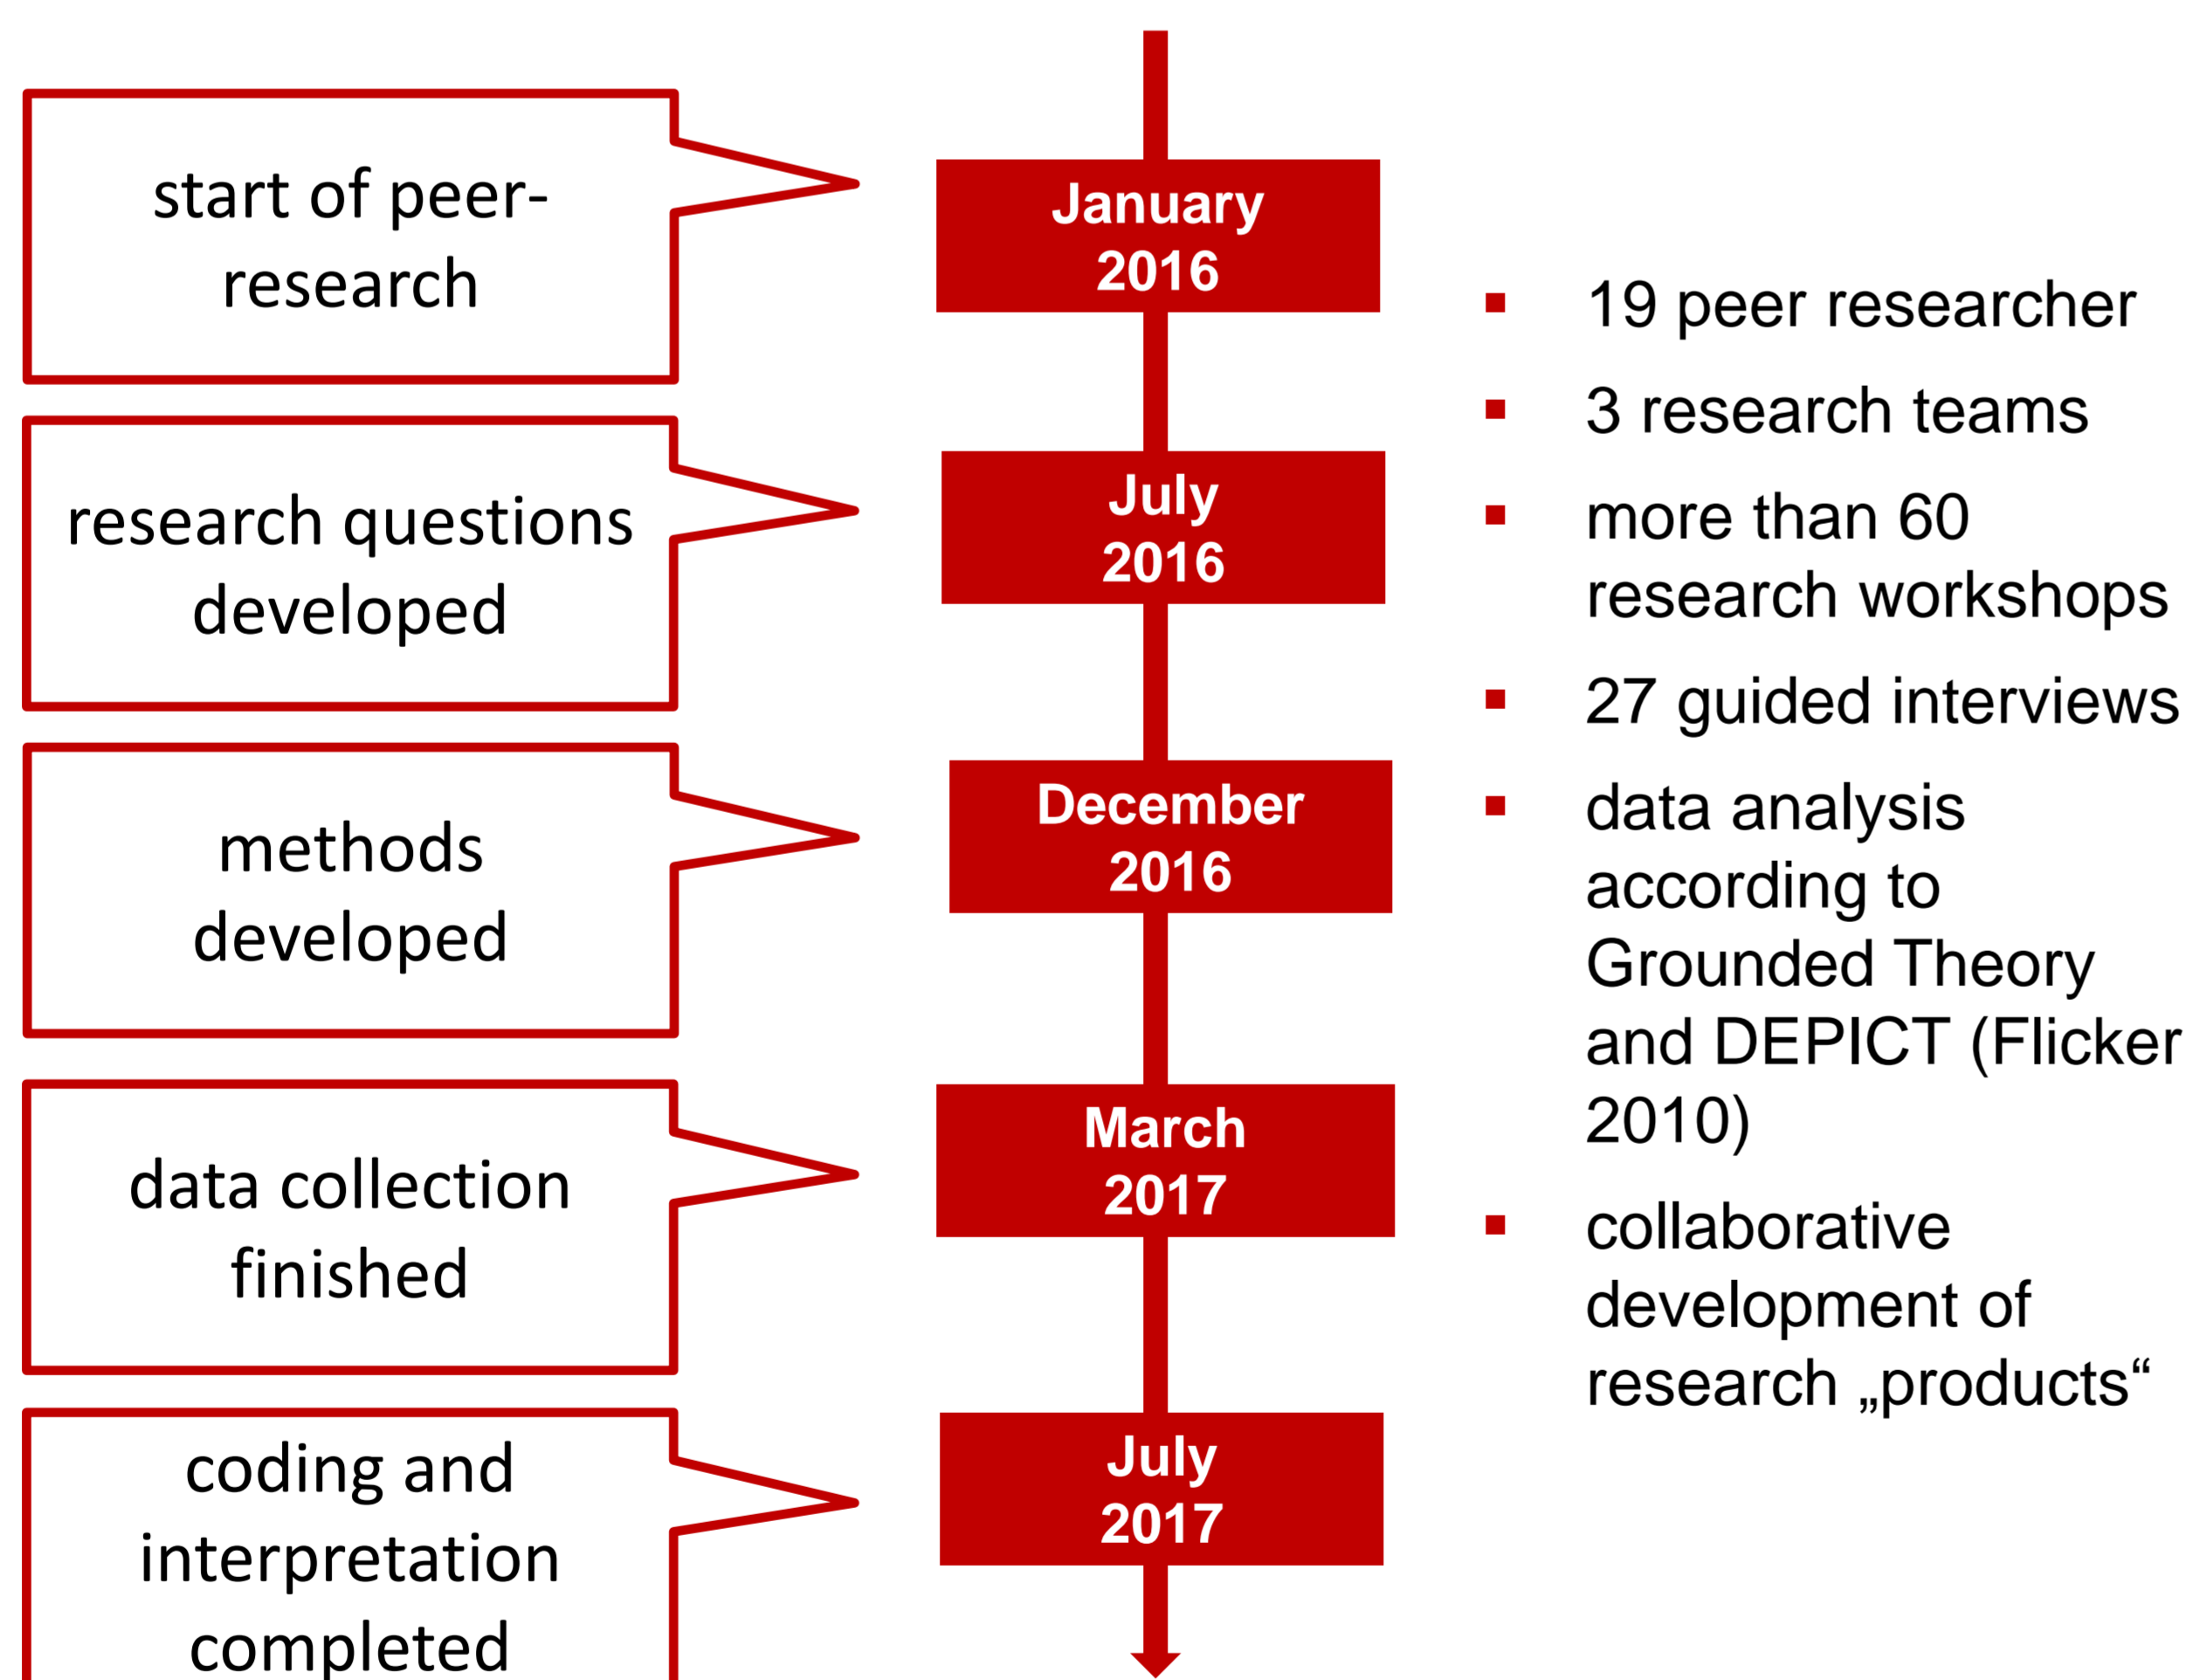 start of peer-
research
January
2016
research questions
developed
July
2016
methods
developed
December
2016
data collection
finished
March
2017
coding and
interpretation
completed
July
2017
▪ 19 peer researcher
▪ 3 research teams
▪ more than 60
research workshops
▪ 27 guided interviews
▪ data analysis
according to
Grounded Theory
and DEPICT (Flicker
2010)
▪ collaborative
development of
research „products“